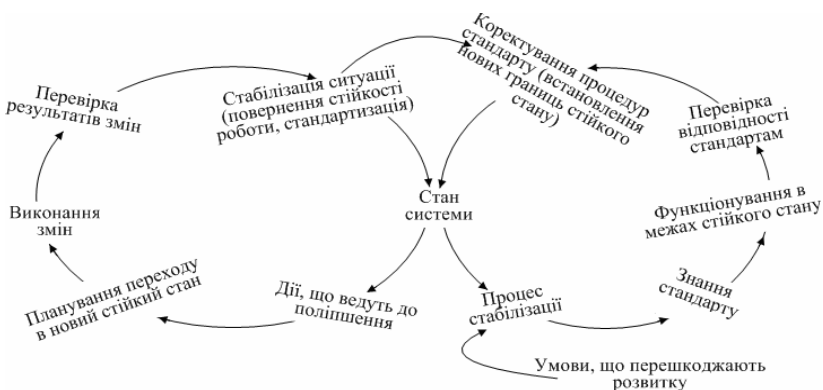 Перевірка
результатів змін
Стабілізація ситуації
(повернення стійкості
роботи, стандартизація)
Коректування процедур
стандарту (встановлення
нових границь стійкого
стану)
Перевірка
відповідності
стандартам
Виконання
змін
Стан
системи
Функціонування в
межах стійкого стану
Планування переходу
в новий стійкий стан
Дії, що ведуть до
поліпшення
Процес
стабілізації
Знання
стандарту
Умови, що перешкоджають
розвитку